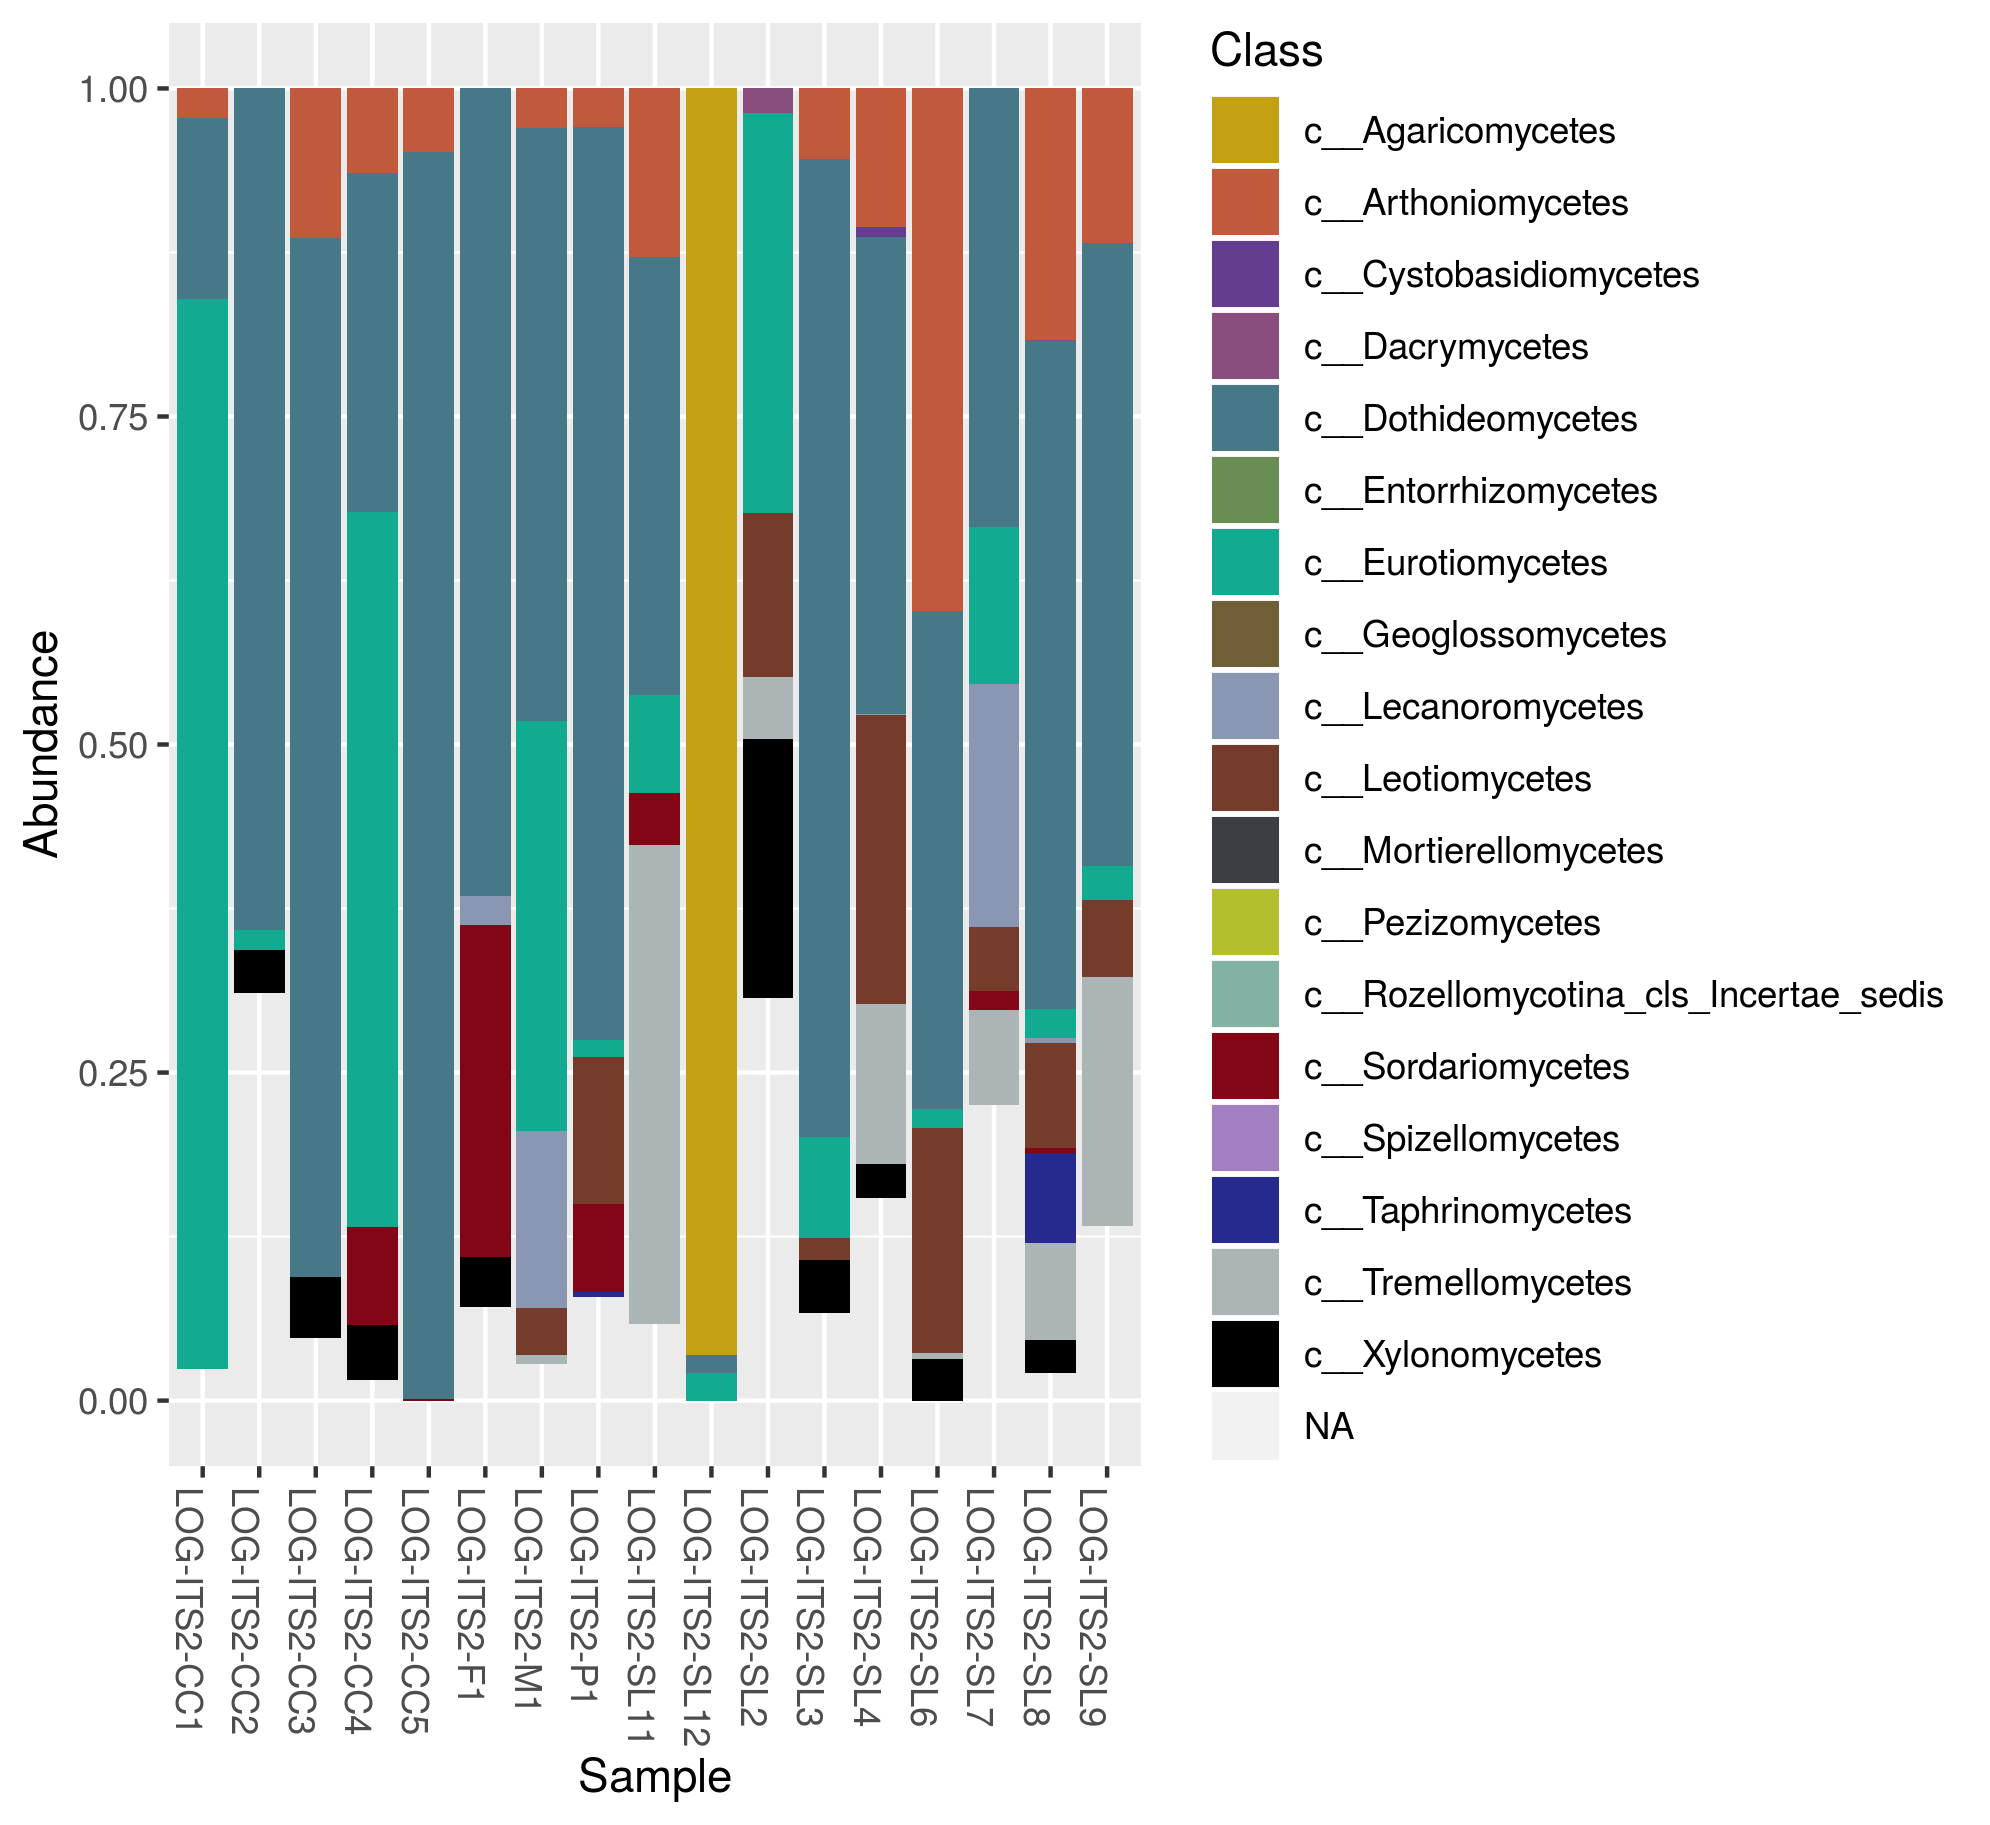 Class
1.00
0.75
0.50
0.25
0.00
Abundance
c__Agaricomycetes
c__Arthoniomycetes
c__Cystobasidiomycetes
c__Dacrymycetes
c__Dothideomycetes
c__Entorrhizomycetes
c__Eurotiomycetes
c__Geoglossomycetes
c__Lecanoromycetes
c__Leotiomycetes
c__Mortierellomycetes
c__Pezizomycetes
c__Rozellomycotina_cls_Incertae_sedis
c__Sordariomycetes
c__Spizellomycetes
c__Taphrinomycetes
c__Tremellomycetes
c__Xylonomycetes
NA
LOG-ITS2-CC1
LOG-ITS2-CC2
LOG-ITS2-CC3
LOG-ITS2-CC4
LOG-ITS2-CC5
LOG-ITS2-F1
LOG-ITS2-M1
LOG-ITS2-P1
LOG-ITS2-SL11
LOG-ITS2-SL12
LOG-ITS2-SL2
LOG-ITS2-SL3
LOG-ITS2-SL4
LOG-ITS2-SL6
LOG-ITS2-SL7
LOG-ITS2-SL8
LOG-ITS2-SL9
Sample